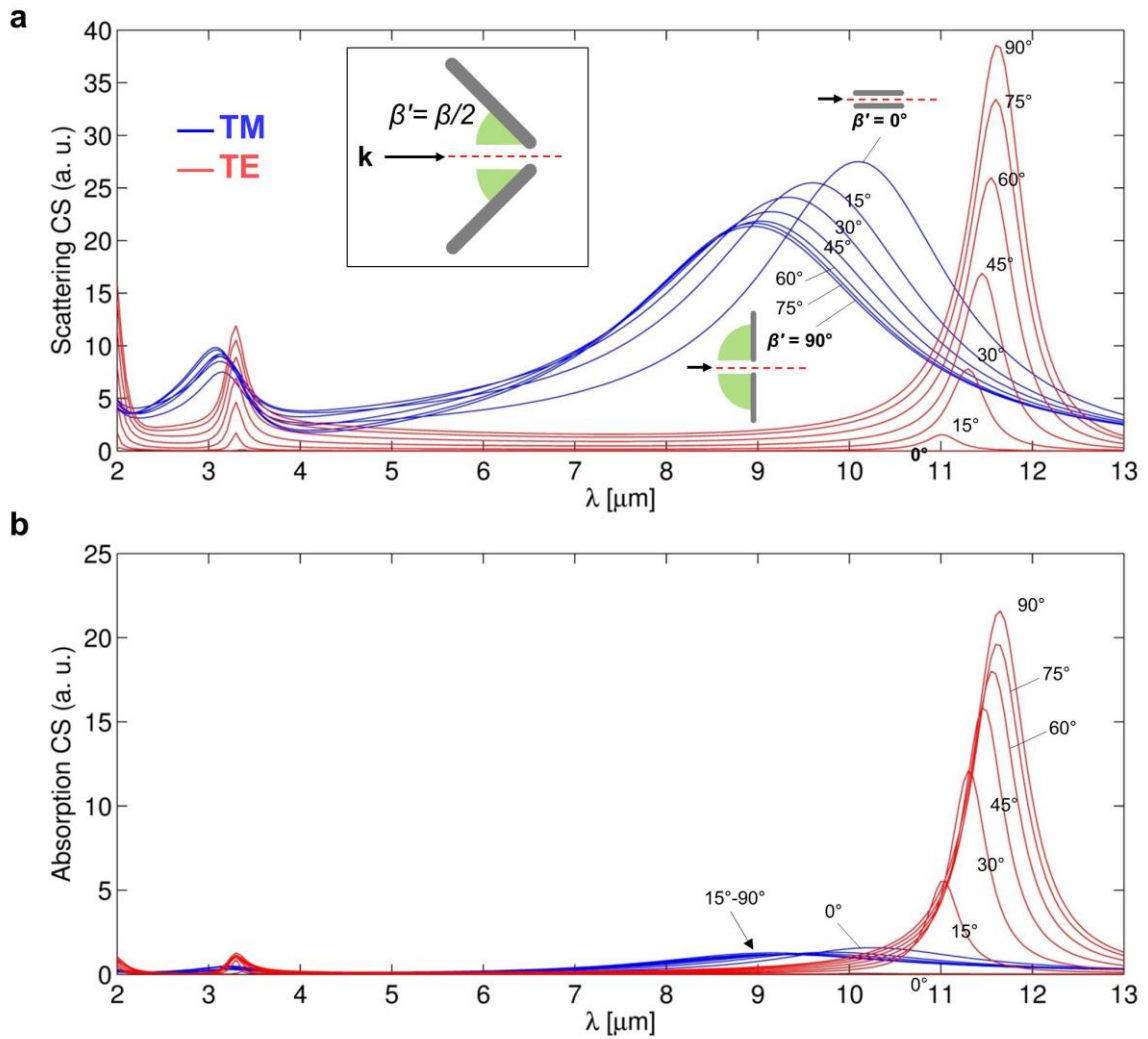 a
40
35
30
25
20
15
10
5
0
Scattering CS (a. u.)
TM
TE
β′= β/2
k
β′ = 0°
15°
30°
45°
60°
75°
β′ = 90°
90°
75°
60°
45°
30°
15°
0°
2 3 4 5 6 7 8 9 10 11 12 13
λ [μm]
b
25
20
15
10
5
0
Absorption CS (a. u.)
15°-90°
0°
90°
75°
60°
45°
30°
15°
0°
2 3 4 5 6 7 8 9 10 11 12 13
λ [μm]